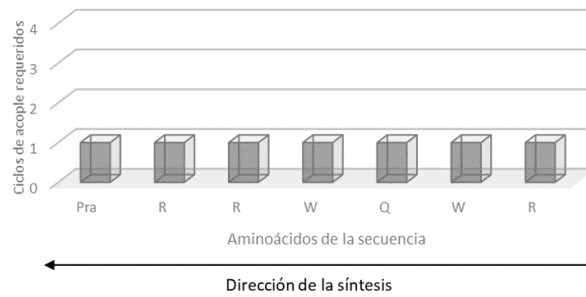 Ciclos de acople requeridos
4
3
2
1
0
Pra R R W Q W R
Aminoácidos de la secuencia
Dirección de la síntesis